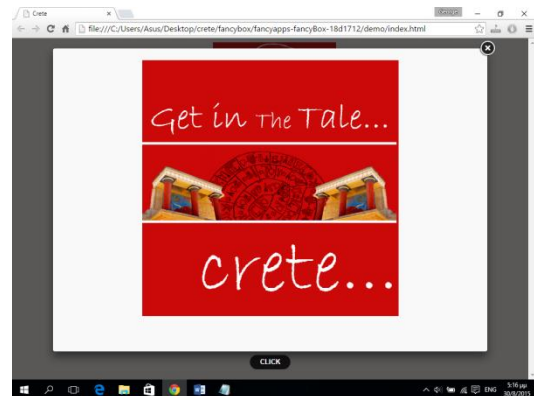 Crete
file:///C:/Users/Asus/Desktop/crete/fancybox/fancyapps-fancyBox-18d1712/demo/index.html
Get in The Tale...
crete...
CLICK
ENG
5:16 μμ
30/8/2015